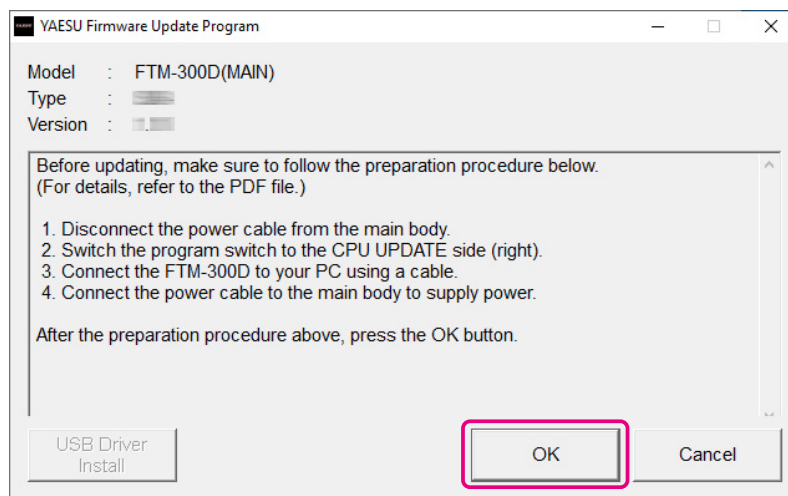 YAESU Firmware Update Program
Model : FTM-300D(MAIN)
Type :
Version :
Before updating, make sure to follow the preparation procedure below.
(For details, refer to the PDF file.)
1. Disconnect the power cable from the main body.
2. Switch the program switch to the CPU UPDATE side (right).
3. Connect the FTM-300D to your PC using a cable.
4. Connect the power cable to the main body to supply power.
After the preparation procedure above, press the OK button.
USB Driver
Install
OK
Cancel